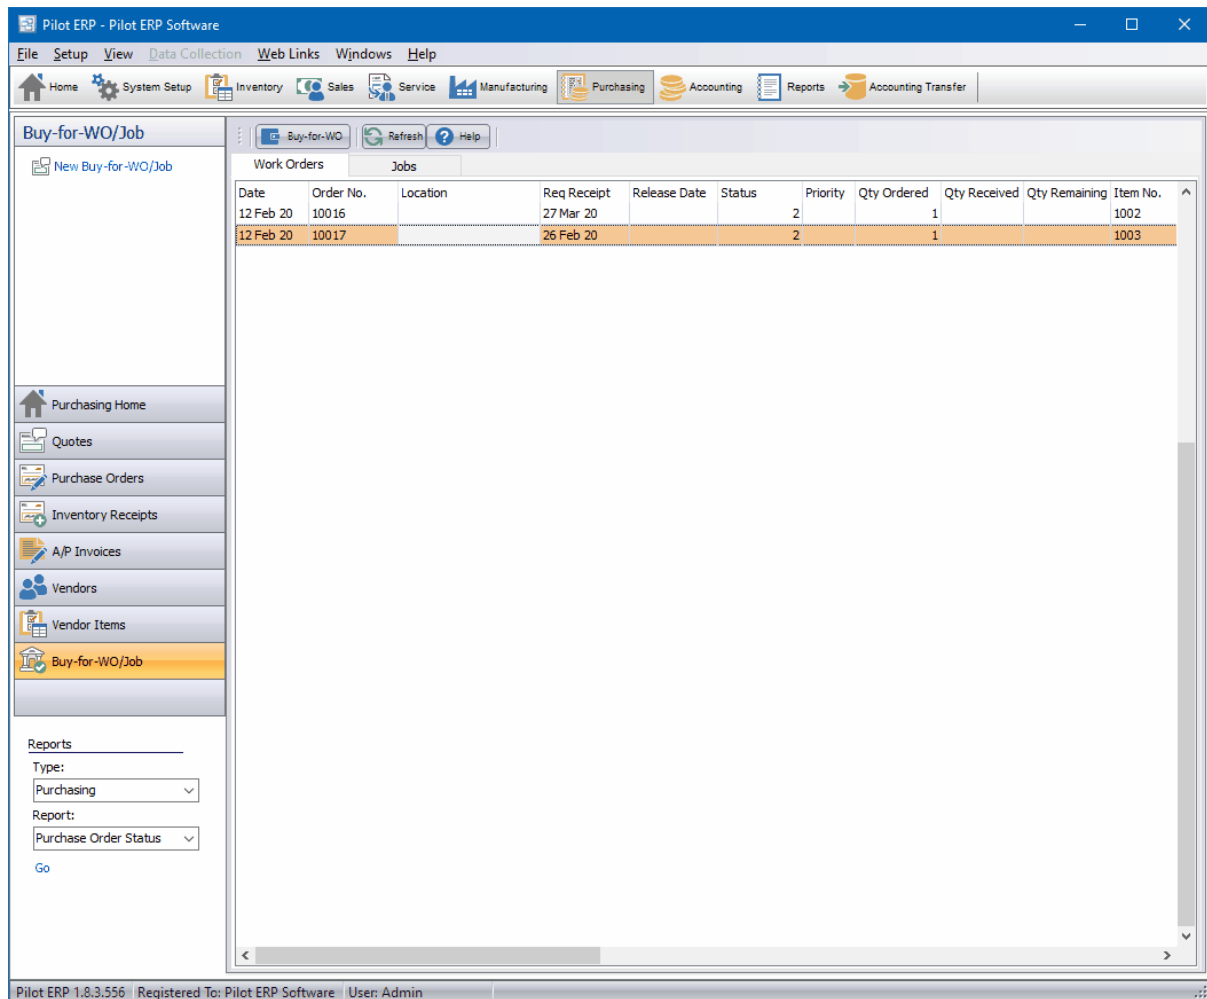 Pilot ERP - Pilot ERP Software
File Setup View Data Collection Web Links Windows Help
Home System Setup Inventory Sales Service Manufacturing Purchasing Accounting Reports Accounting Transfer
Buy-for-WO/Job
New Buy-for-WO/Job
Buy-for-WO Refresh Help
Work Orders Jobs
Date Order No. Location Req Receipt Release Date Status Priority Qty Ordered Qty Received Qty Remaining Item No.
12 Feb 20 10016 27 Mar 20 2 1 1002
12 Feb 20 10017 26 Feb 20 2 1 1003
Purchasing Home
Quotes
Purchase Orders
Inventory Receipts
A/P Invoices
Vendors
Vendor Items
Buy-for-WO/Job
Reports
Type:
Purchasing
Report:
Purchase Order Status
Go
Pilot ERP 1.8.3.556 Registered To: Pilot ERP Software User: Admin